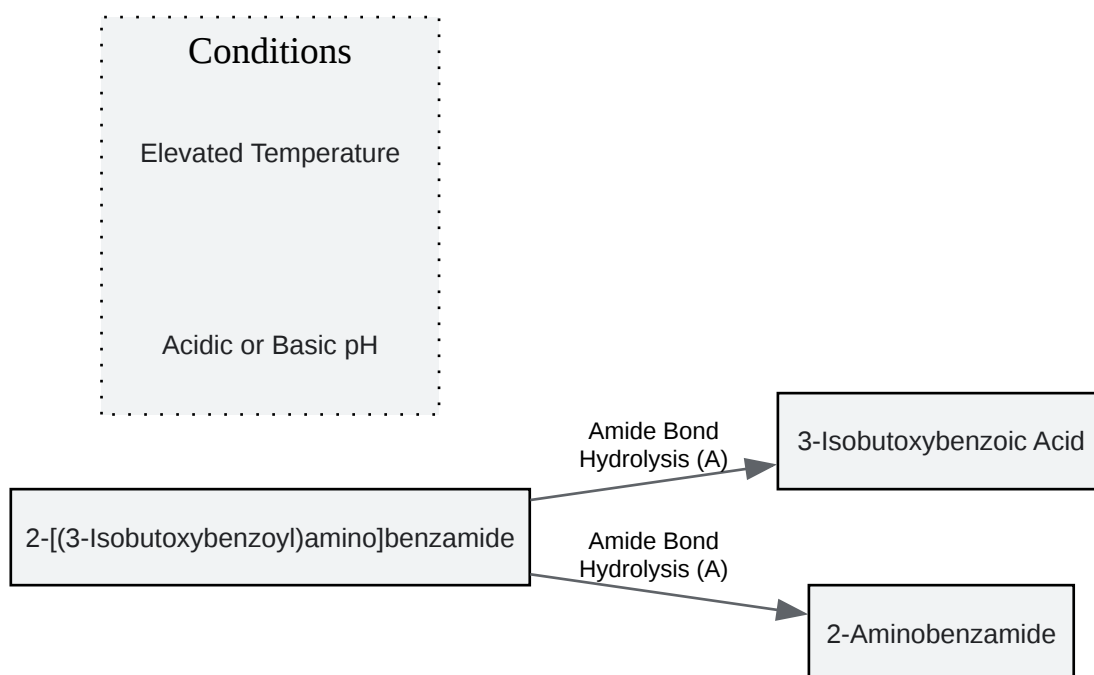 Conditions
Elevated Temperature
Acidic or Basic pH
Amide Bond
Hydrolysis (A)
3-Isobutoxybenzoic Acid
2-[(3-Isobutoxybenzoyl)amino]benzamide
Amide Bond
Hydrolysis (A)
2-Aminobenzamide